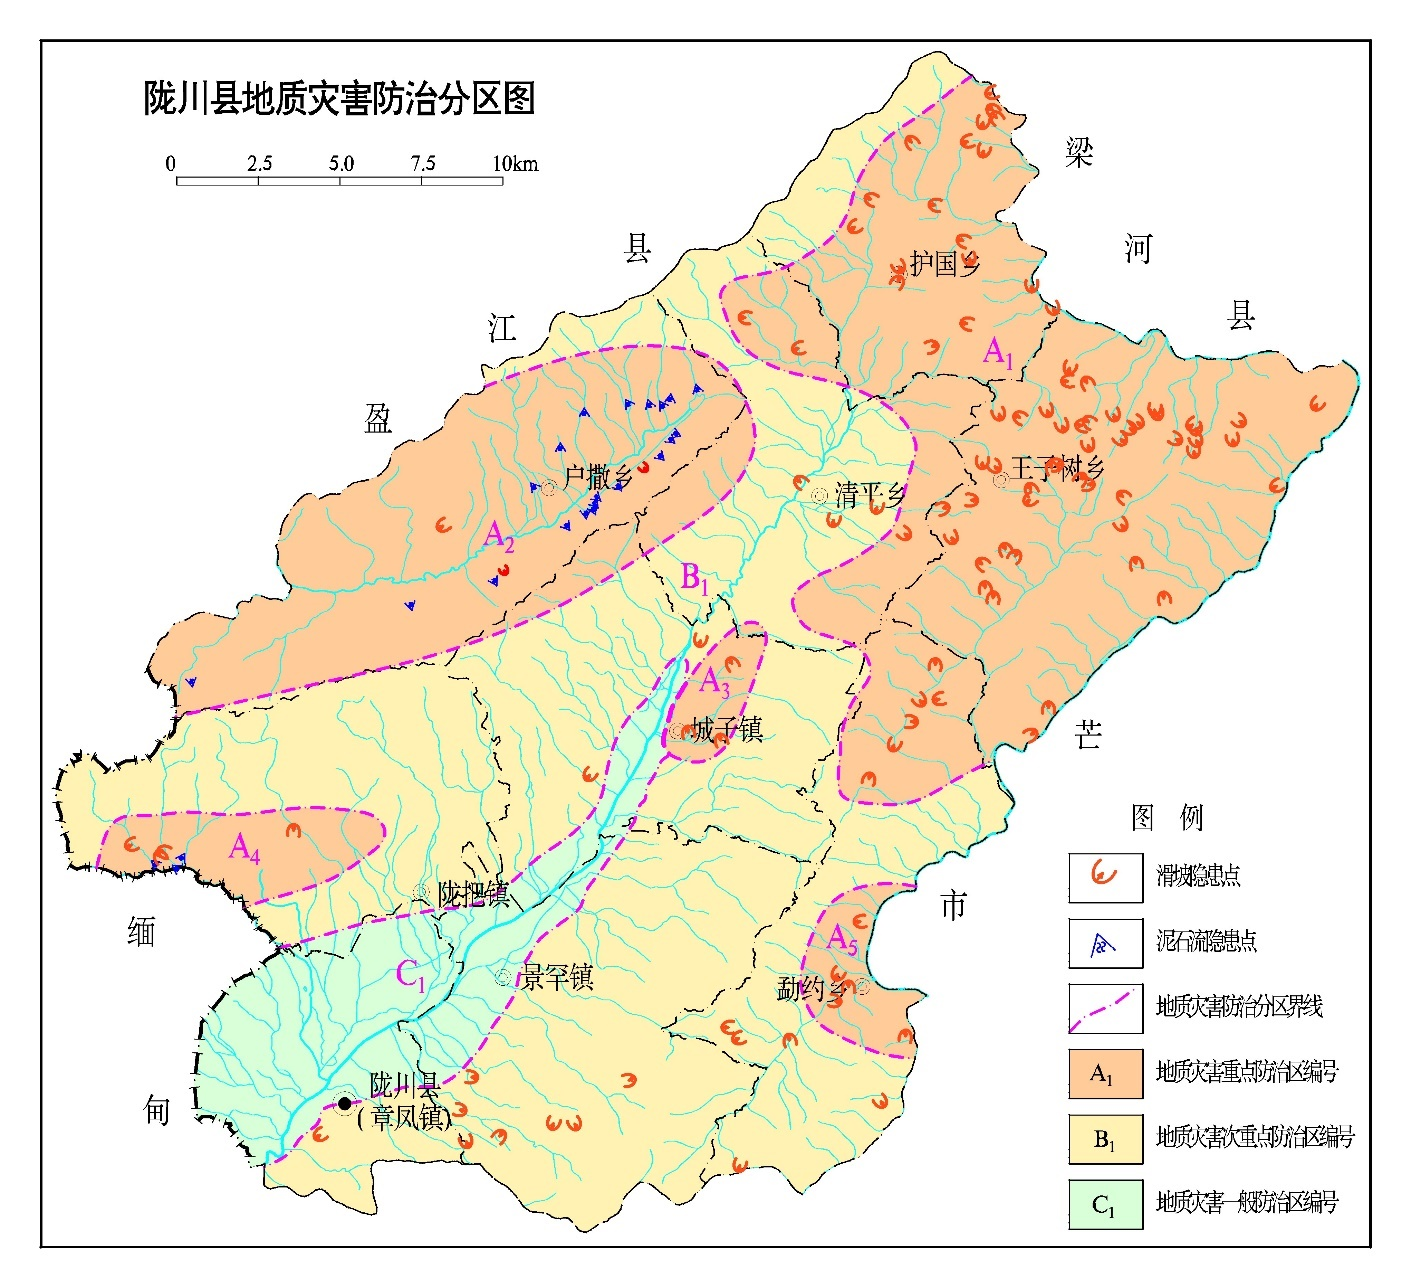 陇川县地质灾害防治分区图
0 2.5 5.0 7.5 10km
梁
河
县
县
江
盈
护国乡
A1
户撒乡
A2
王子树乡
清平乡
B1
A3
城子镇
芒
市
A4
缅
甸
陇把镇
C1
景罕镇
A5
勐约乡
陇川县
(章凤镇)
图 例
滑坡隐患点
泥石流隐患点
地质灾害防治分区界线
A1 地质灾害重点防治区编号
B1 地质灾害次重点防治区编号
C1 地质灾害一般防治区编号